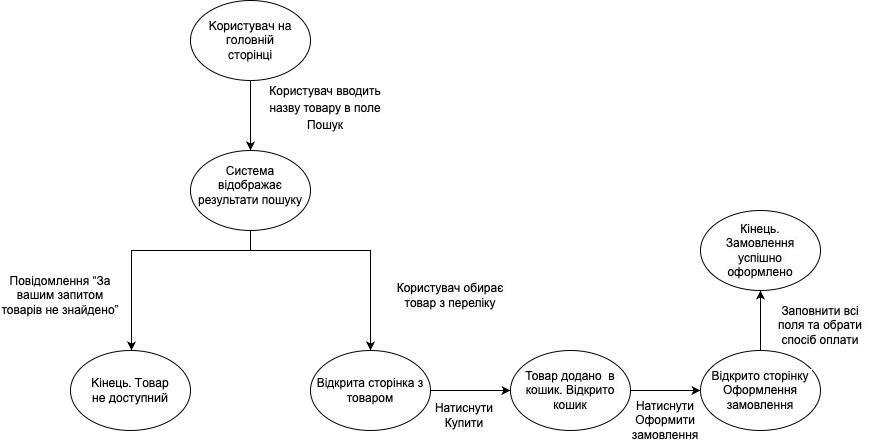 Користувач на
головній
сторінці
Користувач вводить
назву товару в поле
Пошук
Система
відображає
результати пошуку
Повідомлення "За
вашим запитом
товарів не знайдено"
Користувач обирає
товар з переліку
Кінець. Товар
не доступний
Відкрита сторінка з
товаром
Натиснути
Купити
Товар додано в
кошик. Відкрито
кошик
Натиснути
Оформити
замовлення
Відкрито сторінку
Оформлення
замовлення
Заповнити всі
поля та обрати
спосіб оплати
Кінець.
Замовлення
успішно
оформлено